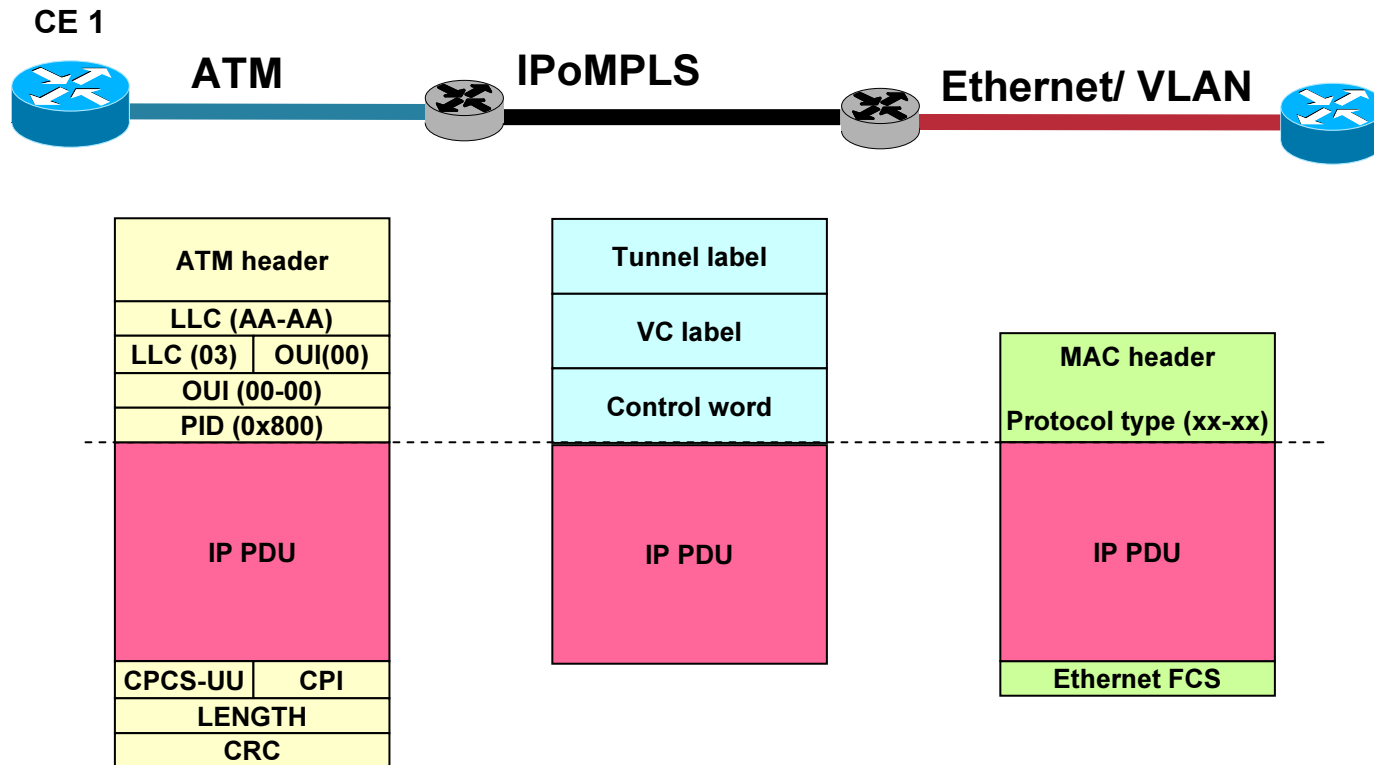 CE 1
ATM
IPoMPLS
Ethernet/ VLAN
ATM header
LLC (AA-AA)
LLC (03)
OUI(00)
OUI (00-00)
PID (0x800)
IP PDU
CPCS-UU
CPI
LENGTH
CRC
Tunnel label
VC label
Control word
IP PDU
MAC header
Protocol type (xx-xx)
IP PDU
Ethernet FCS